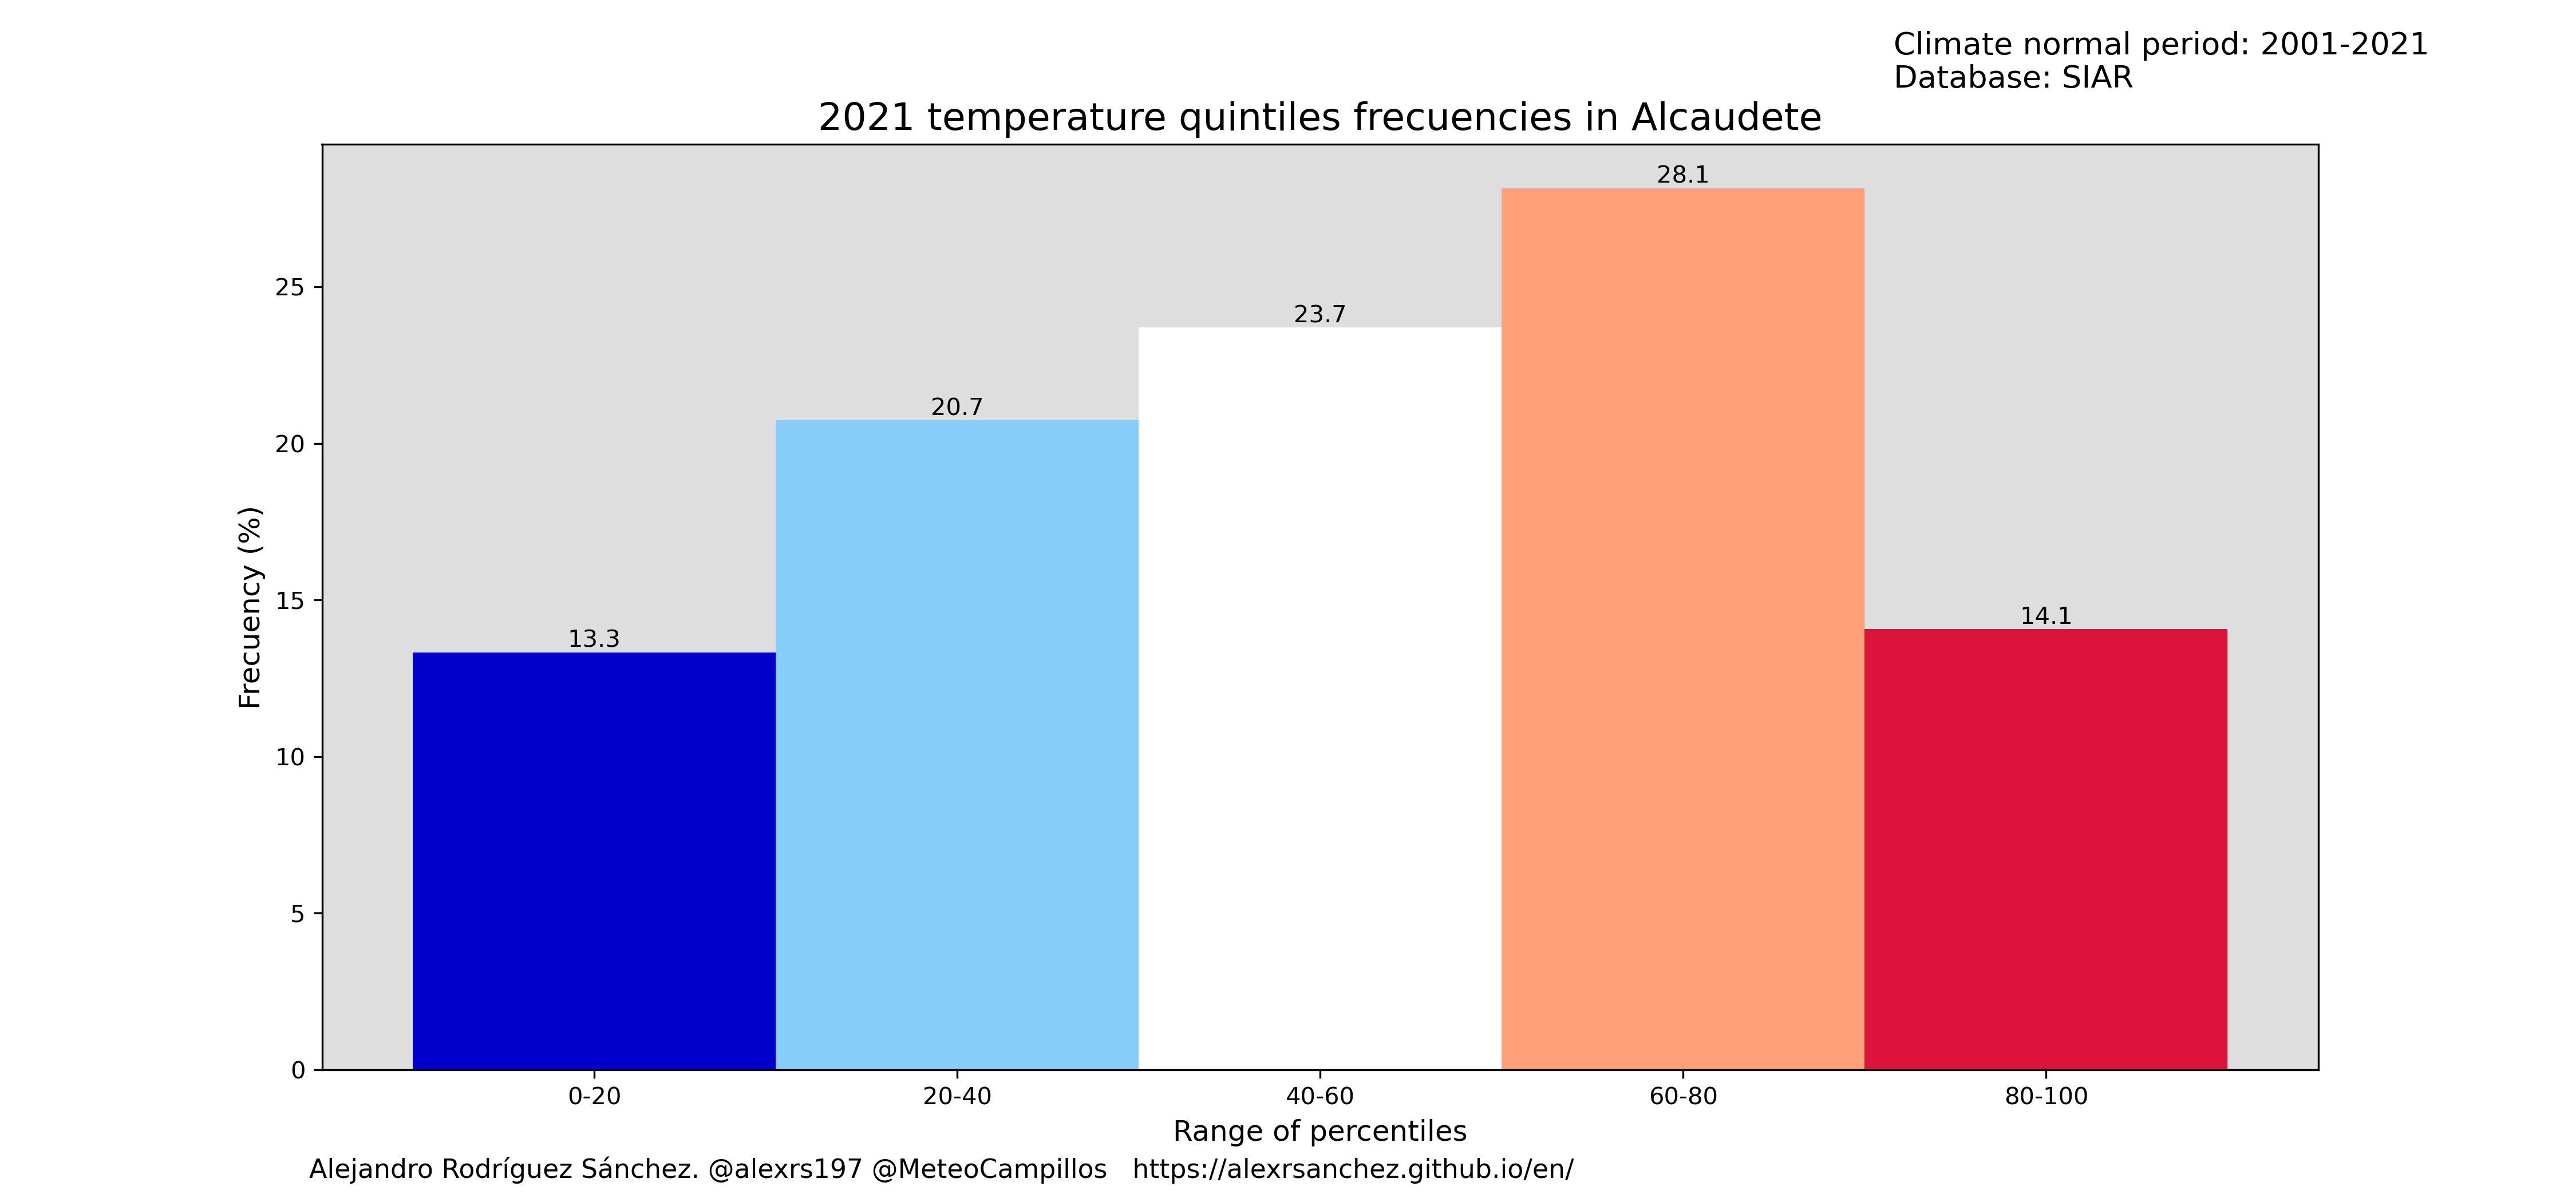 Climate normal period: 2001-2021
Database: SIAR
2021 temperature quintiles frecuencies in Alcaudete
28.1
23.7
20.7
14.1
13.3
25
20
15
10
5
0
Frecuency (%)
0-20 20-40 40-60 60-80 80-100
Range of percentiles
Alejandro Rodríguez Sánchez. @alexrs197 @MeteoCampillos https://alexrsanchez.github.io/en/